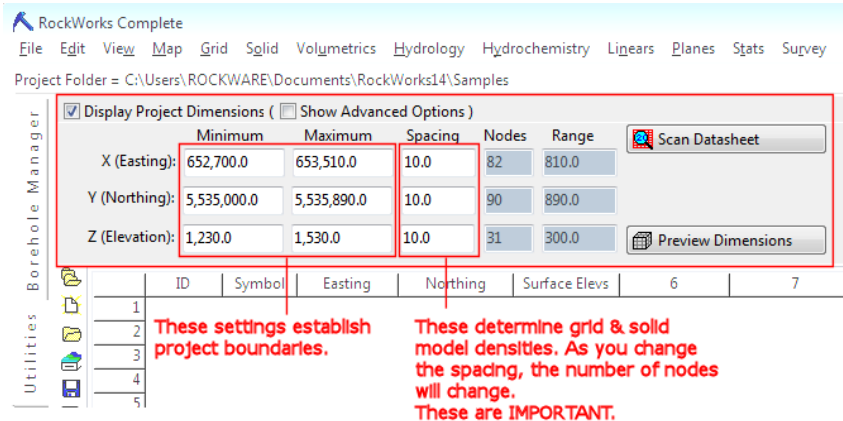 RockWorks Complete
File Edit View Map Grid Solid Volumetrics Hydrology Hydrochemistry Linears Planes Stats Survey
Project Folder = C:\Users\ROCKWARE\Documents\RockWorks14\Samples
Display Project Dimensions ( Show Advanced Options )
Minimum Maximum Spacing Nodes Range
X (Easting): 652,700.0 653,510.0 10.0 82 810.0 Scan Datasheet
Y (Northing): 5,535,000.0 5,535,890.0 10.0 90 890.0
Z (Elevation): 1,230.0 1,530.0 10.0 31 300.0 Preview Dimensions
Borehole Manager
Utilities
ID Symbol Easting Northing Surface Elevs 6 7
1
2
3
4
5
These settings establish
project boundaries.
These determine grid & solid
model densities. As you change
the spacing, the number of nodes
will change.
These are IMPORTANT.